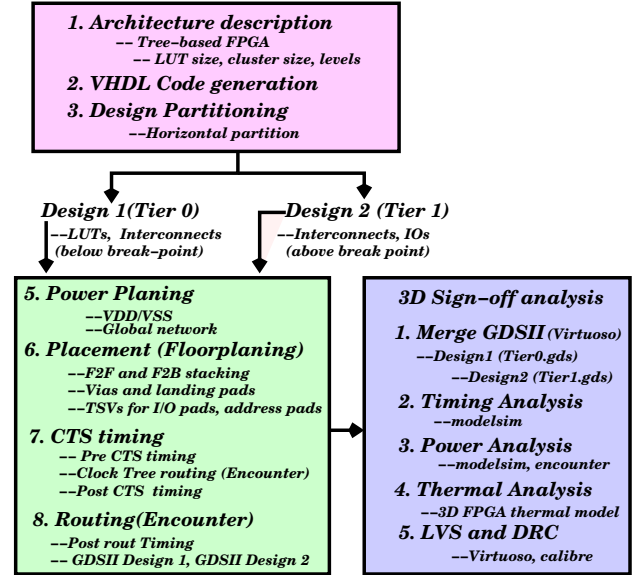 1. Architecture description
-- Tree-based FPGA
-- LUT size, cluster size, levels
2. VHDL Code generation
3. Design Partitioning
--Horizontal partition
Design 1(Tier 0)
--LUTs, Interconnects
(below break-point)
Design 2 (Tier 1)
--Interconnects, IOs
(above break point)
5. Power Planing
--VDD/VSS
--Global network
6. Placement (Floorplaning)
--F2F and F2B stacking
--Vias and landing pads
--TSVs for I/O pads, address pads
7. CTS timing
-- Pre CTS timing
--Clock Tree routing (Encounter)
--Post CTS timing
8. Routing(Encounter)
--Post rout Timing
-- GDSII Design 1, GDSII Design 2
3D Sign-off analysis
1. Merge GDSII (Virtuoso)
--Design1 (Tier0.gds)
--Design2 (Tier1.gds)
2. Timing Analysis
--modelsim
3. Power Analysis
--modelsim, encounter
4. Thermal Analysis
--3D FPGA thermal model
5. LVS and DRC
--Virtuoso, calibre